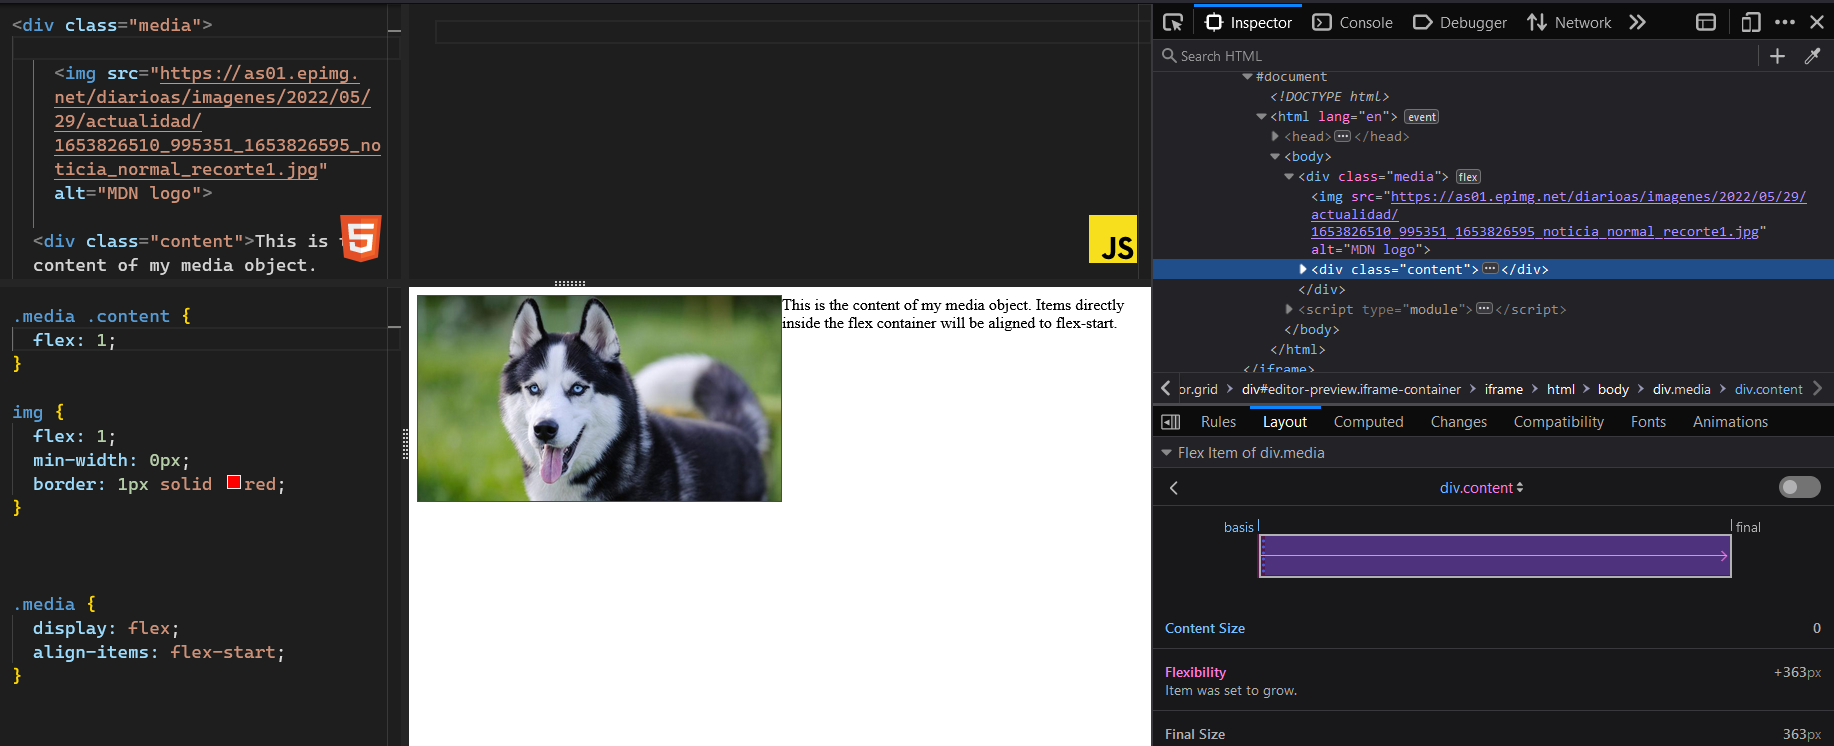 <div class="media">
<img src="https://as01.epimg.
net/diarioas/imagenes/2022/05/
29/actualidad/
1653826510_995351_1653826595_no
ticia_normal_recorte1.jpg"
alt="MDN logo">
<div class="content">This is
content of my media object.
5
JS
.media .content {
flex: 1;
}
img {
flex: 1;
min-width: 0px;
border: 1px solid red;
}
.media {
display: flex;
align-items: flex-start;
}
This is the content of my media object. Items directly
inside the flex container will be aligned to flex-start.
Inspector Console Debugger Network
Search HTML
#document
<!DOCTYPE html>
<html lang="en"> event
<head> ··· </head>
<body>
<div class="media"> flex
<img src="https://as01.epimg.net/diarioas/imagenes/2022/05/29/
actualidad/
1653826510_995351_1653826595_noticia_normal_recorte1.jpg"
alt="MDN logo">
<div class="content"> ··· </div>
</div>
<script type="module"> ··· </script>
</body>
</html>
</iframe>
or.grid > div#editor-preview.iframe-container > iframe > html > body > div.media > div.content
Rules Layout Computed Changes Compatibility Fonts Animations
Flex Item of div.media
div.content
basis final
Content Size 0
Flexibility +363px
Item was set to grow.
Final Size 363px